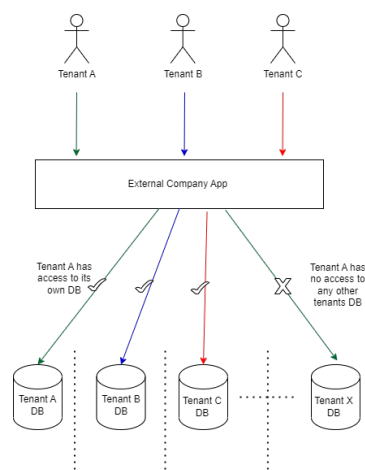 Tenant A
Tenant B
Tenant C
External Company App
Tenant A has
access to its
own DB
Tenant A has
no access to
any other
tenants DB
Tenant A
DB
Tenant B
DB
Tenant C
DB
Tenant X
DB